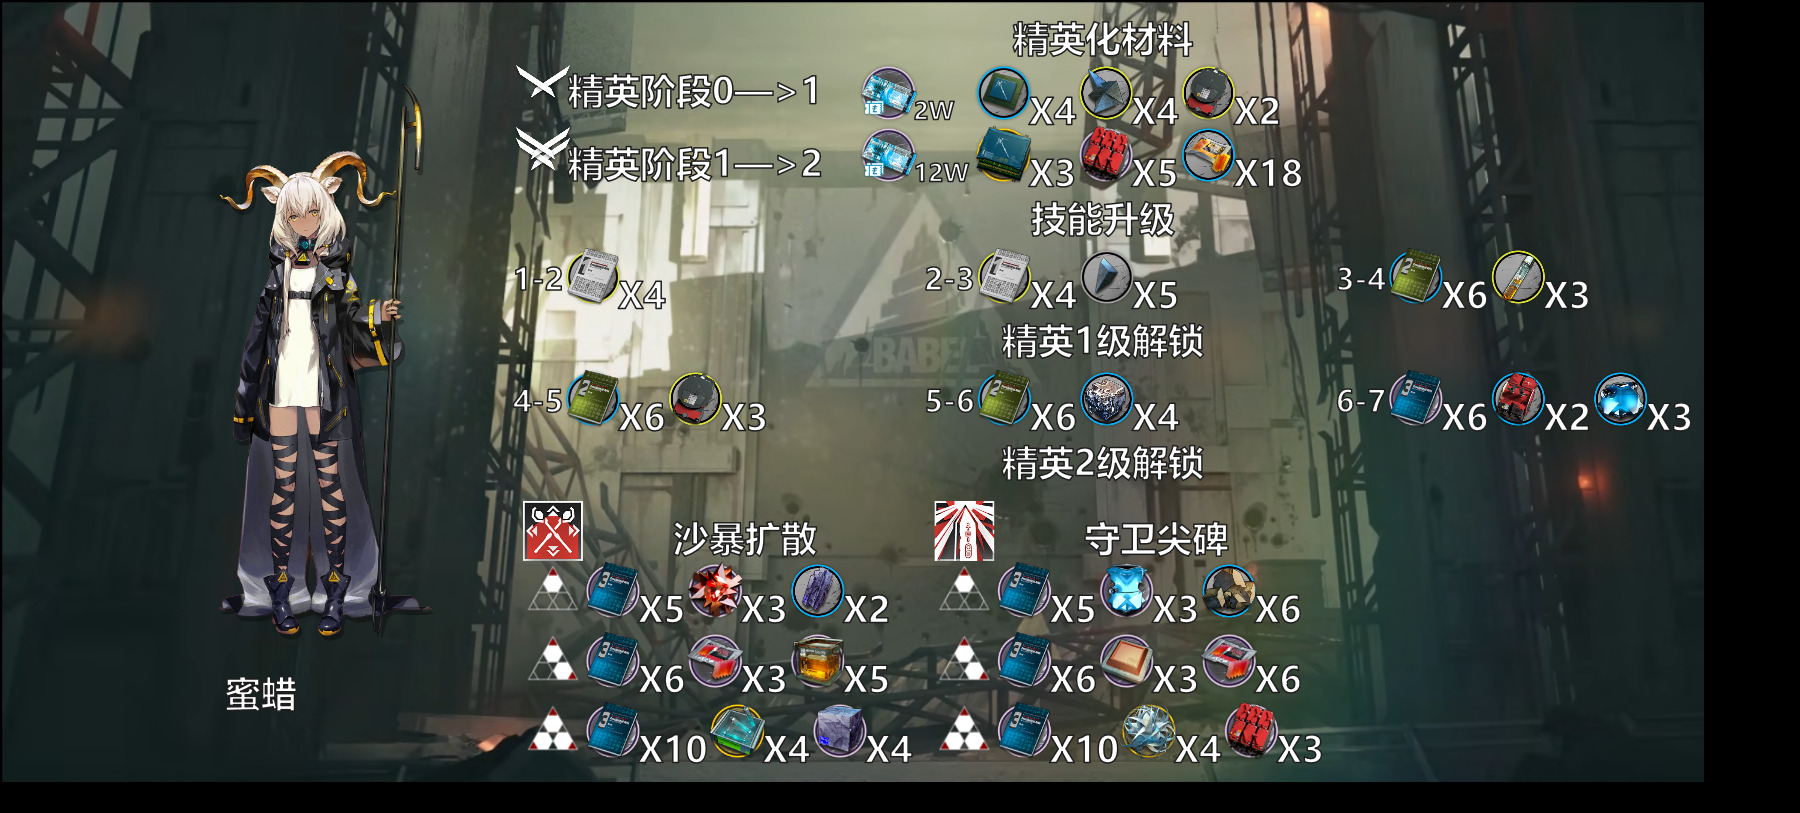 精英化材料
精英阶段0—>1 2W X4 X4 X2
精英阶段1—>2 12W X3 X5 X18
技能升级
1-2 X4 2-3 X4 X5 3-4 X6 X3
BABEL
精英1级解锁
4-5 X6 X3 5-6 X6 X4 6-7 X6 X2 X3
精英2级解锁
沙暴扩散 守卫尖碑
X5 X3 X2 X5 X3 X6
X6 X3 X5 X6 X3 X6
蜜蜡
X10 X4 X4 X10 X4 X3